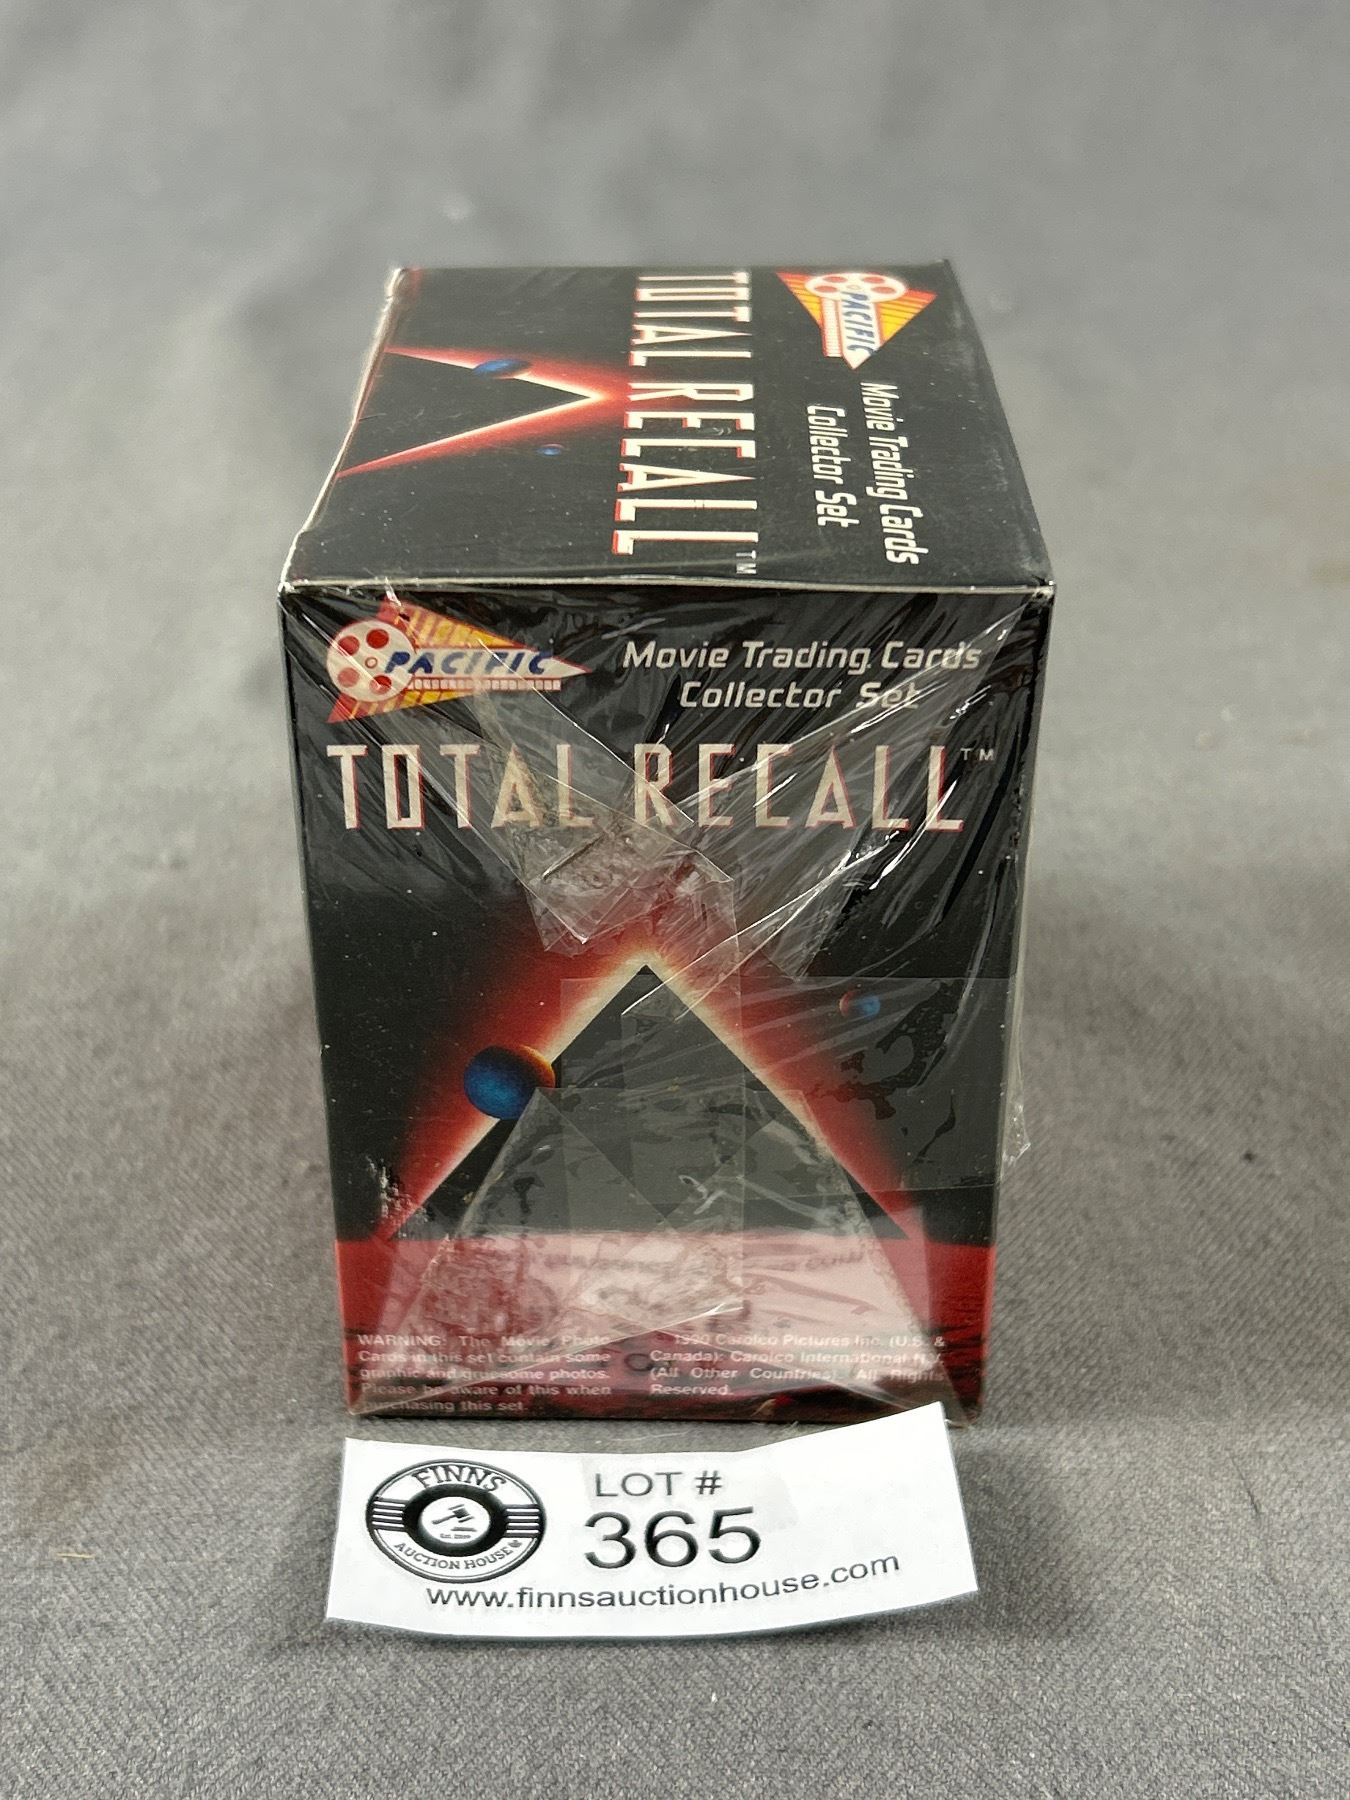 PACIFIC
Movie Trading Cards
Collector Set
TOTAL RECALL™
PACIFIC
Movie Trading Cards
Collector Set
TOTAL RECALL™
WARNING: The Movie Photo
Cards in this set contain some
graphic and gruesome photos.
Please be aware of this when
purchasing this set.
1990 Carolco Pictures Inc. (U.S. &
Canada); Carolco International N.V.
(All Other Countries). All Rights
Reserved.
FINNS
AUCTION HOUSE
LOT #
365
www.finnsauctionhouse.com